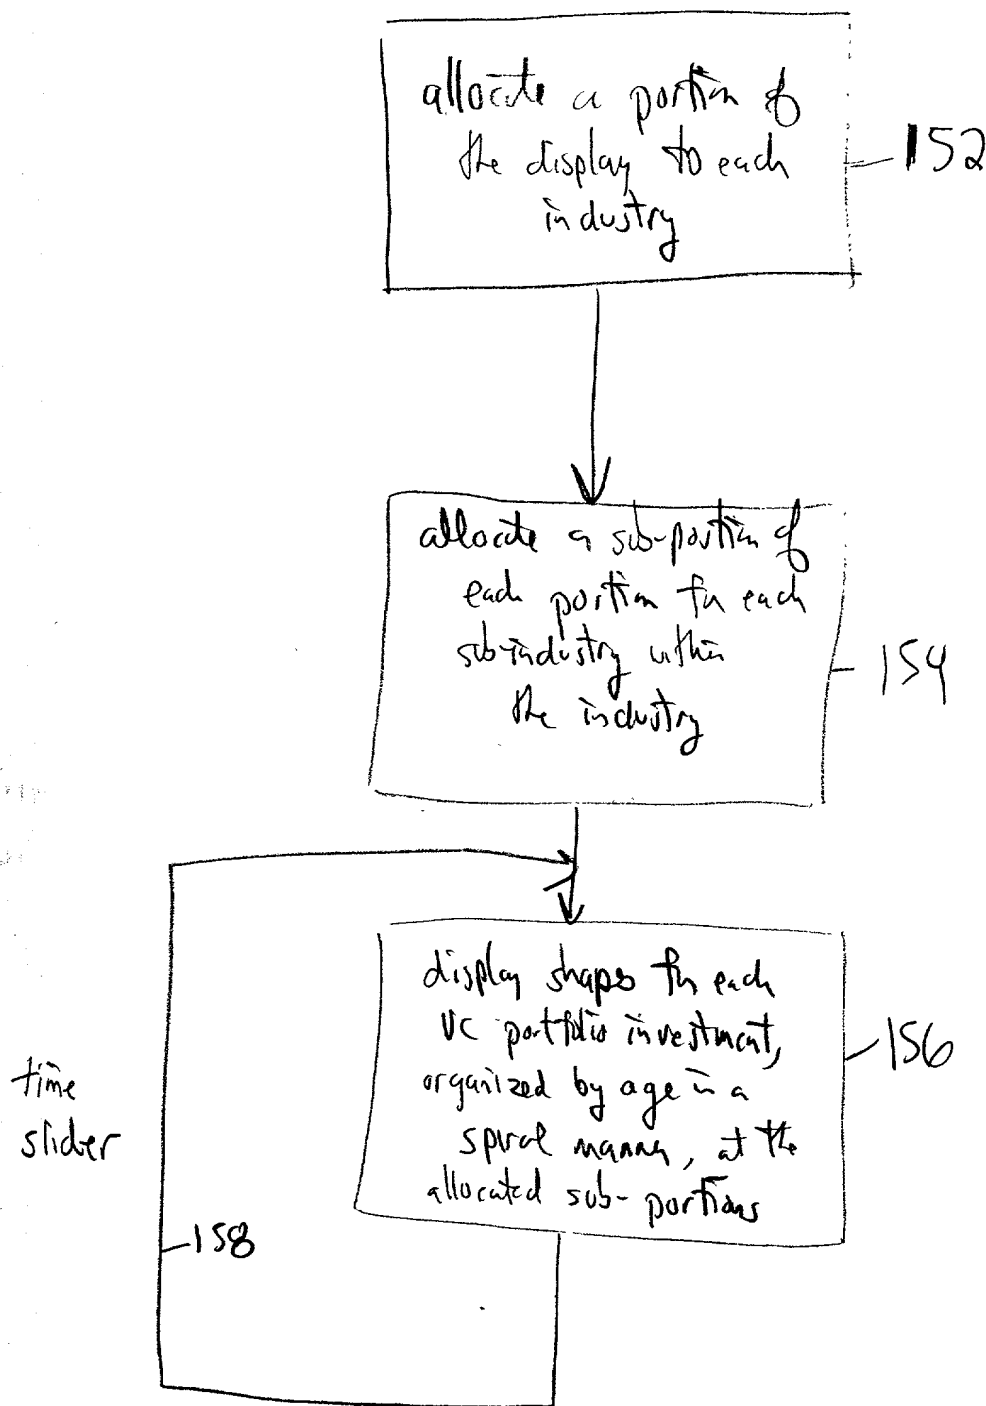 allocate a portion of
the display to each
industry
152
allocate a sub-portion of
each portion for each
sub-industry within
the industry
154
display shapes for each
VC portfolio investment,
organized by age in a
spiral manner, at the
allocated sub-portions
156
time
slider
158